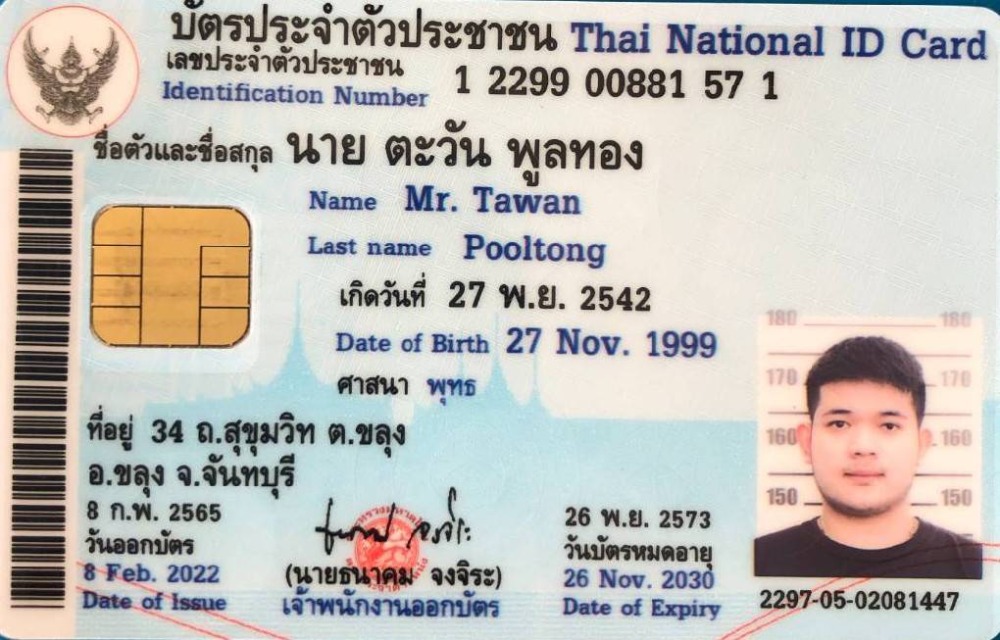 บัตรประจำตัวประชาชน Thai National ID Card
เลขประจำตัวประชาชน 1 2299 00881 57 1
Identification Number
ชื่อตัวและชื่อสกุล นาย ตะวัน พูลทอง
Name Mr. Tawan
Last name Pooltong
เกิดวันที่ 27 พ.ย. 2542
Date of Birth 27 Nov. 1999
ศาสนา พุทธ
ที่อยู่ 34 ถ.สุขุมวิท ต.ขลุง
อ.ขลุง จ.จันทบุรี
8 ก.พ. 2565
วันออกบัตร
8 Feb. 2022
Date of Issue
(นายธนาคม จงจิระ)
เจ้าพนักงานออกบัตร
26 พ.ย. 2573
วันบัตรหมดอายุ
26 Nov. 2030
Date of Expiry
180 180
170 170
160 160
150 150
2297-05-02081447